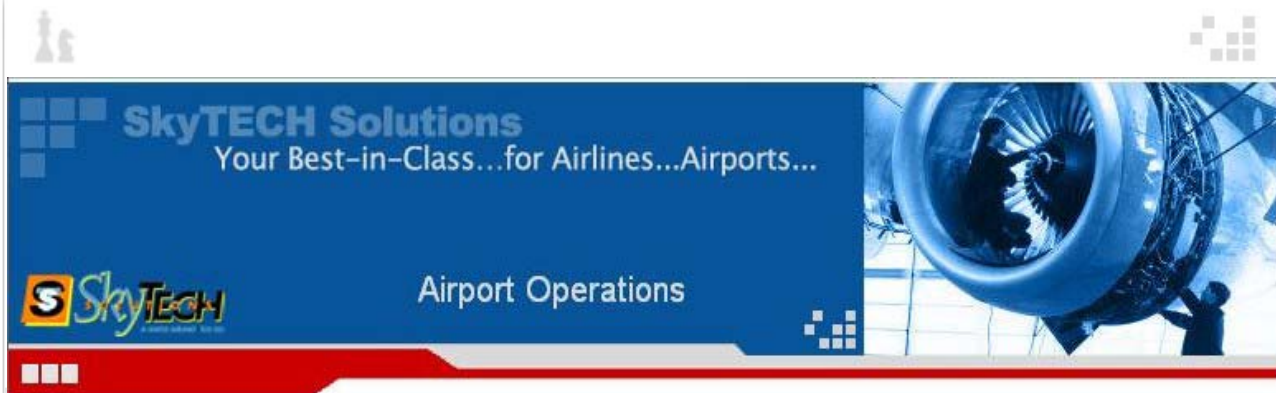 SkyTECH Solutions
Your Best-in-Class...for Airlines...Airports...
S SkyTECH
Airport Operations